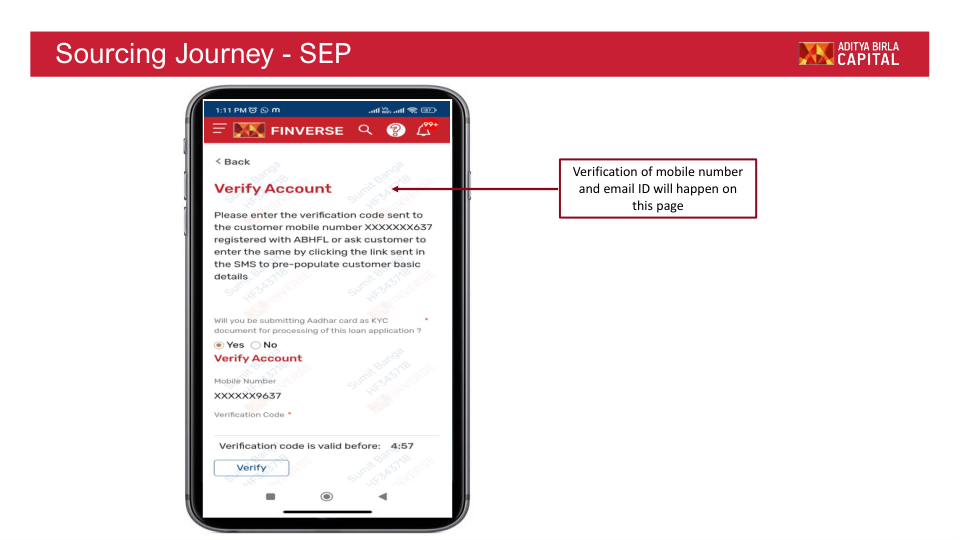 Sourcing Journey - SEP
ADITYA BIRLA
CAPITAL
1:11 PM
FINVERSE
99+
< Back
Verify Account
Please enter the verification code sent to
the customer mobile number XXXXXXX637
registered with ABHFL or ask customer to
enter the same by clicking the link sent in
the SMS to pre-populate customer basic
details
Will you be submitting Aadhar card as KYC *
document for processing of this loan application ?
Yes No
Verify Account
Mobile Number
XXXXXX9637
Verification Code *
Verification code is valid before: 4:57
Verify
Sumit Banga
HF343718
FINVERSE
Verification of mobile number
and email ID will happen on
this page